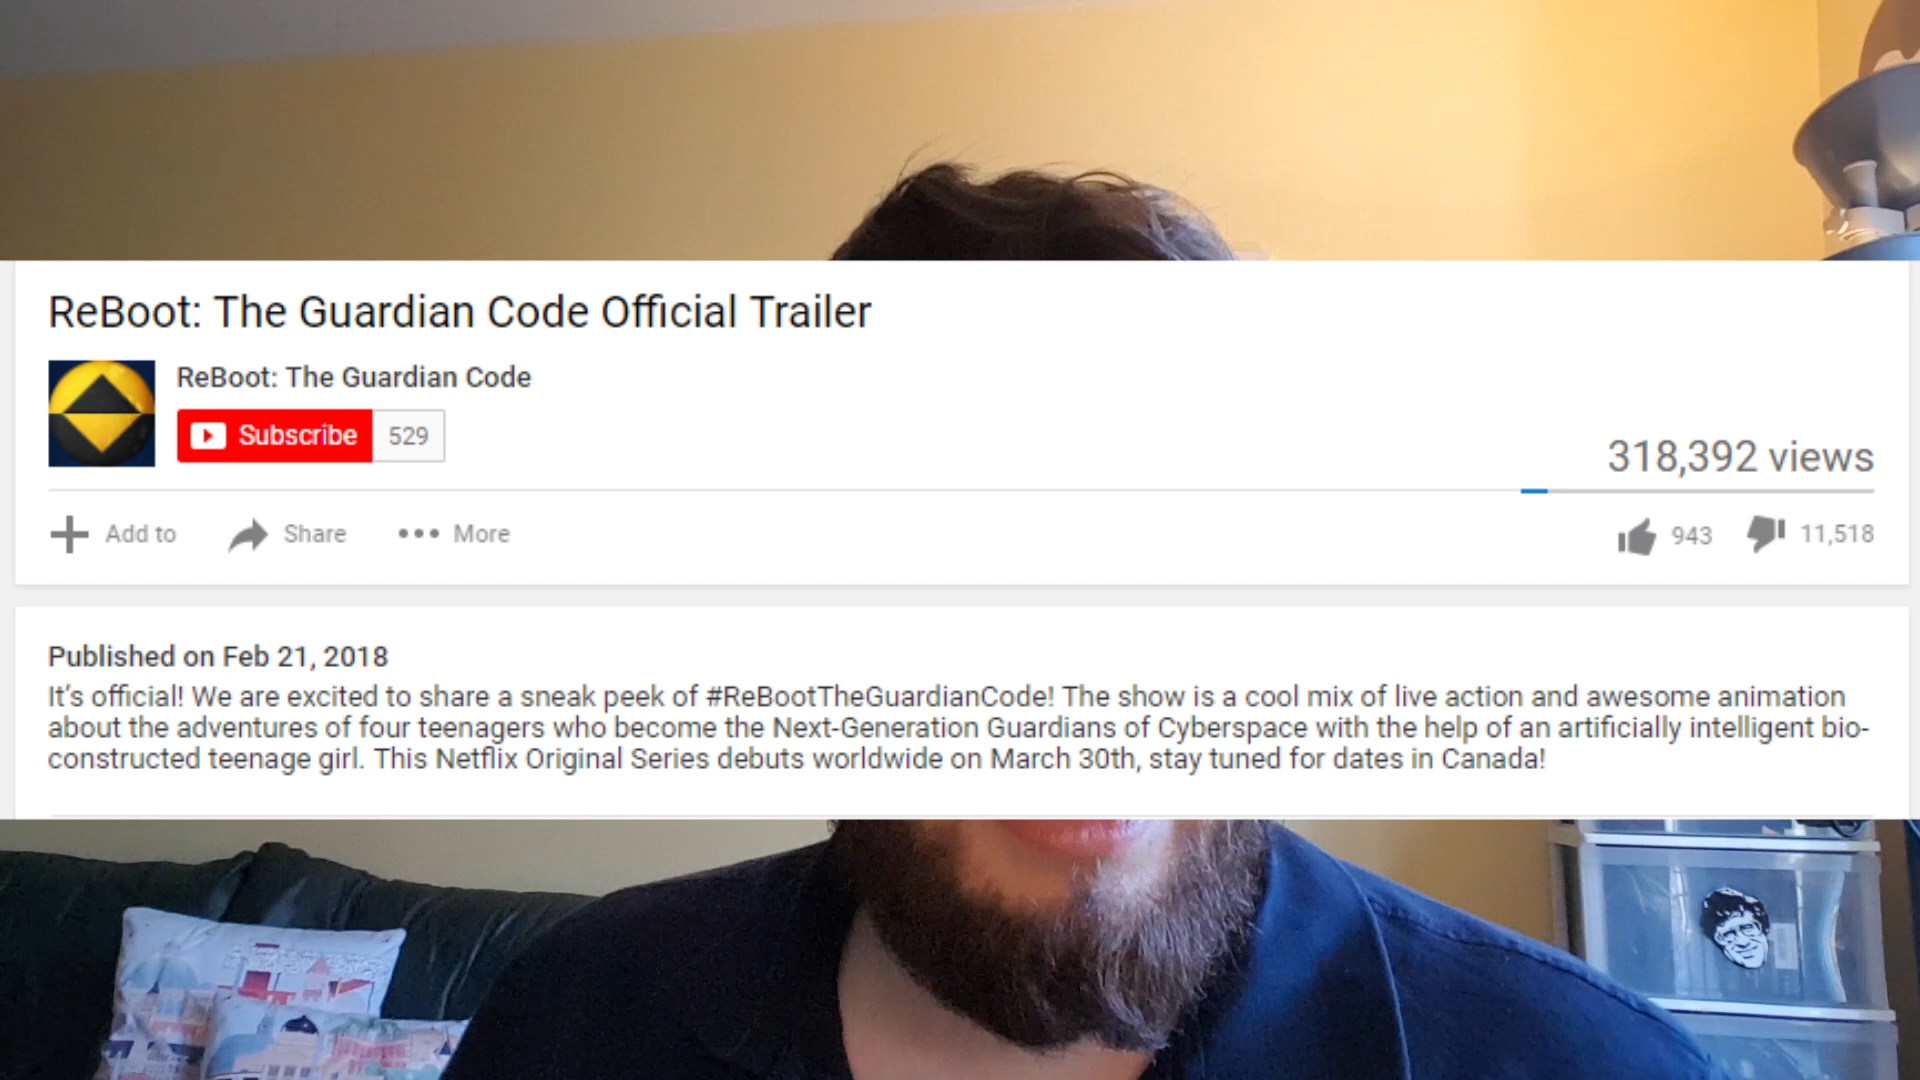 ReBoot: The Guardian Code Official Trailer
ReBoot: The Guardian Code
Subscribe 529
318,392 views
Add to Share More 943 11,518
Published on Feb 21, 2018
It's official! We are excited to share a sneak peek of #ReBootTheGuardianCode! The show is a cool mix of live action and awesome animation
about the adventures of four teenagers who become the Next-Generation Guardians of Cyberspace with the help of an artificially intelligent bio-
constructed teenage girl. This Netflix Original Series debuts worldwide on March 30th, stay tuned for dates in Canada!